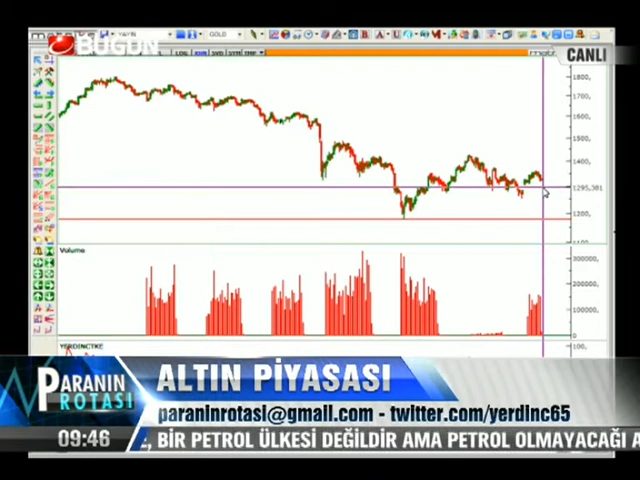 BUGÜN
GOLD
CANLI
1800,
1700,
1600,
1500,
1400,
1295,381
1200,
Volume
300000,
200000,
100000,
0
YERDINCTKE
100,
PARANIN
ROTASI
ALTIN PİYASASI
paraninrotasI@gmail.com - twitter.com/yerdInc65
09:46
, BİR PETROL ÜLKESİ DEĞİLDİR AMA PETROL OLMAYACAĞI A